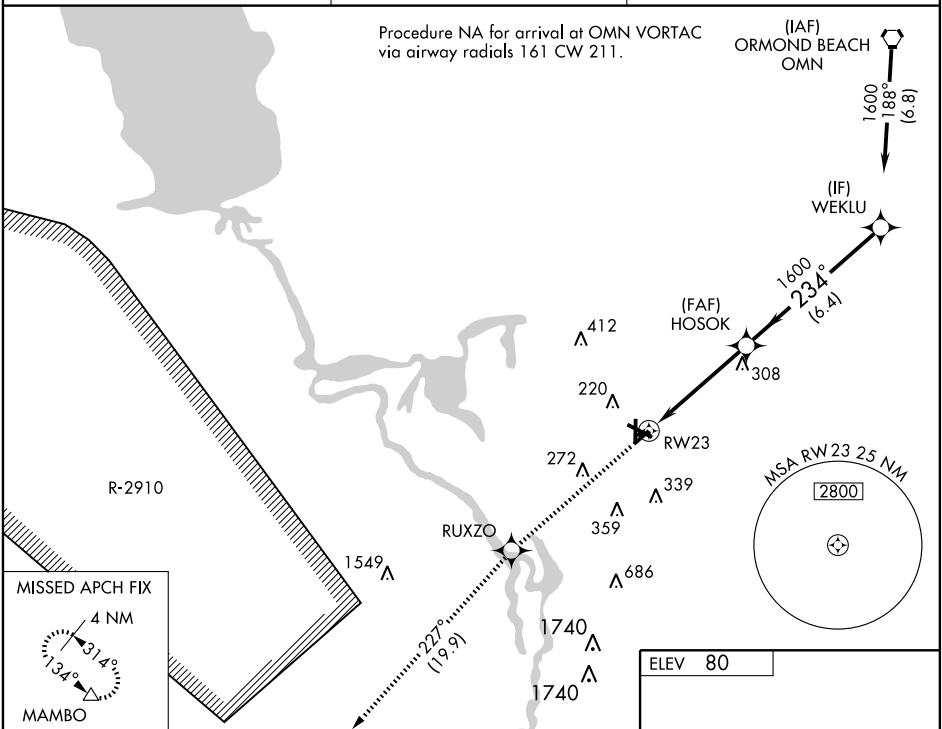 Procedure NA for arrival at OMN VORTAC
via airway radials 161 CW 211.
(IAF)
ORMOND BEACH
OMN
1600
188°
(6.8)
(IF)
WEKLU
1600
234°
(6.4)
(FAF)
HOSOK
308
412
220
RW23
272
339
359
MSA RW 23 25 NM
2800
R-2910
RUXZO
1549
686
227°
(19.9)
1740
1740
MISSED APCH FIX
4 NM
314°
134°
MAMBO
ELEV 80